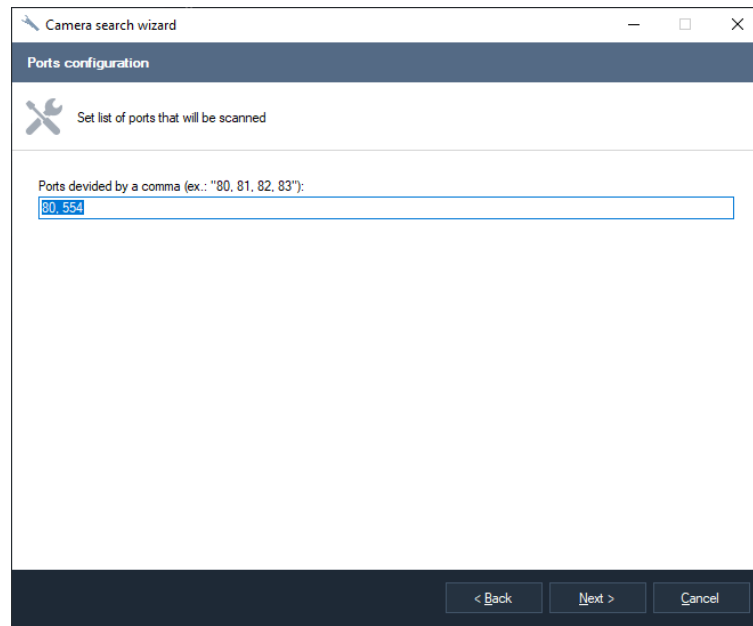 Camera search wizard
Ports configuration
Set list of ports that will be scanned
Ports devided by a comma (ex.: "80, 81, 82, 83"):
80, 554
< Back Next > Cancel